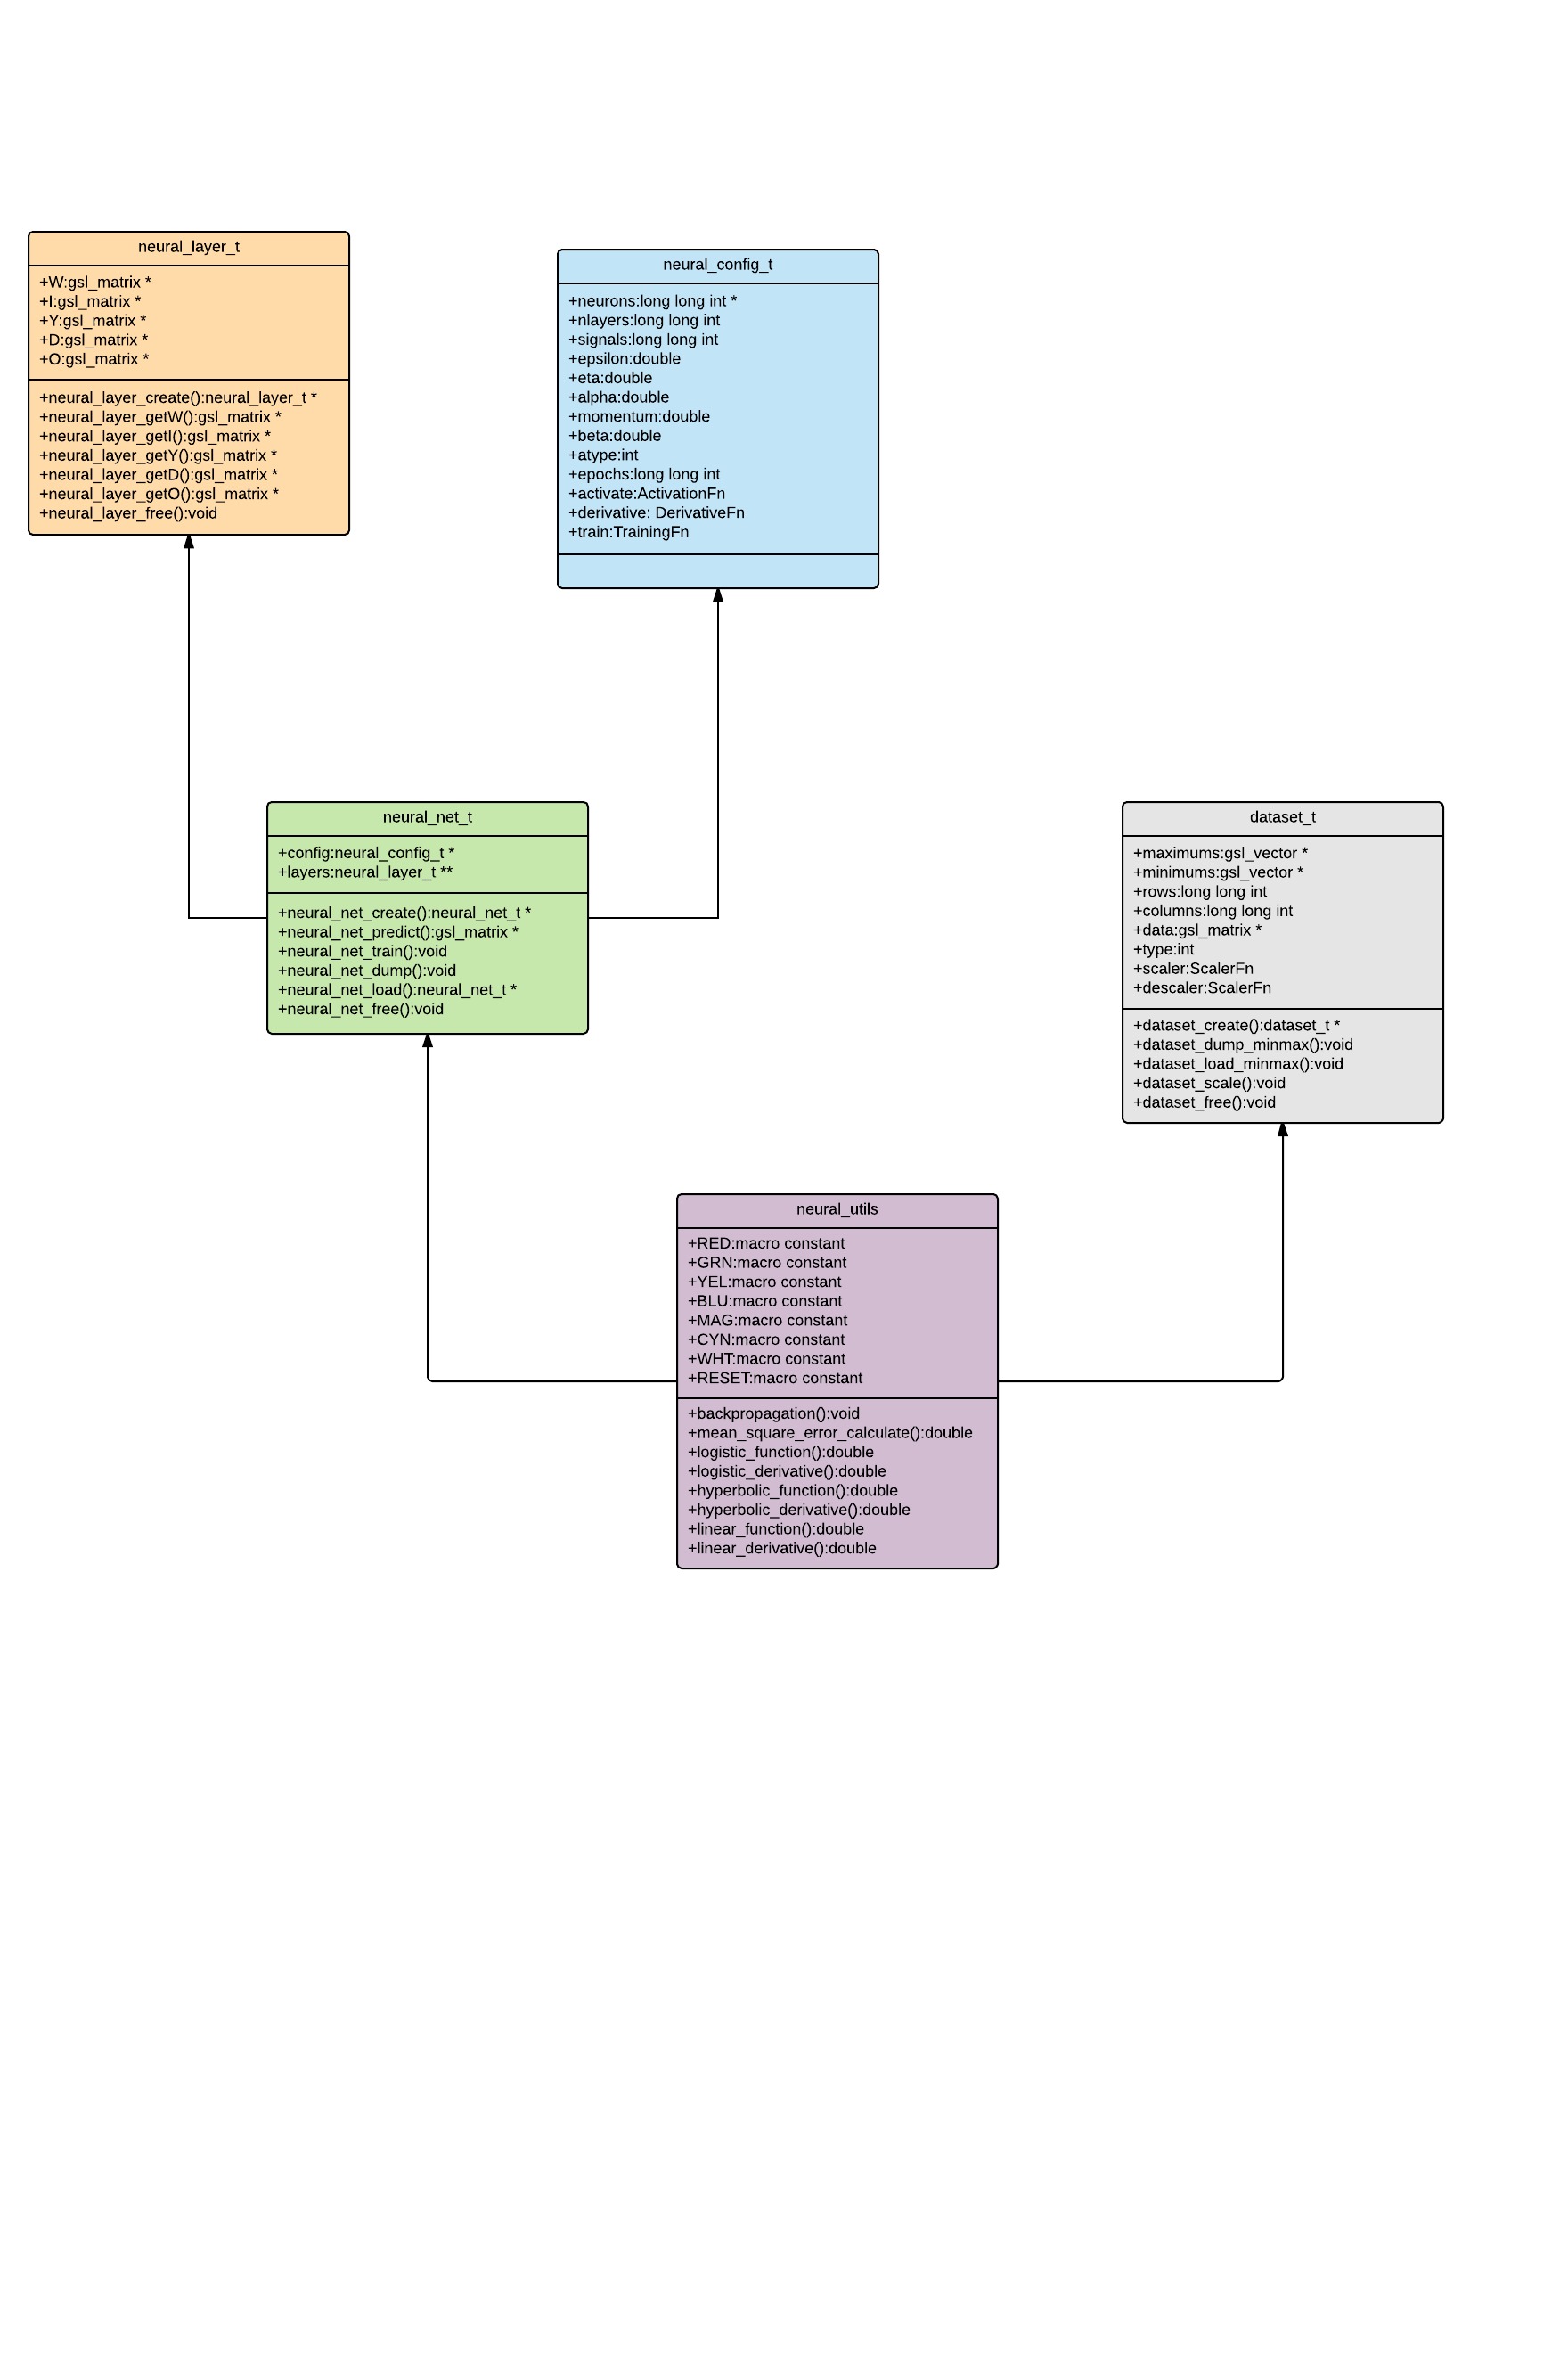 neural_layer_t
+W:gsl_matrix *
+I:gsl_matrix *
+Y:gsl_matrix *
+D:gsl_matrix *
+O:gsl_matrix *
+neural_layer_create():neural_layer_t *
+neural_layer_getW():gsl_matrix *
+neural_layer_getI():gsl_matrix *
+neural_layer_getY():gsl_matrix *
+neural_layer_getD():gsl_matrix *
+neural_layer_getO():gsl_matrix *
+neural_layer_free():void
neural_config_t
+neurons:long long int *
+nlayers:long long int
+signals:long long int
+epsilon:double
+eta:double
+alpha:double
+momentum:double
+beta:double
+atype:int
+epochs:long long int
+activate:ActivationFn
+derivative: DerivativeFn
+train:TrainingFn
neural_net_t
+config:neural_config_t *
+layers:neural_layer_t **
+neural_net_create():neural_net_t *
+neural_net_predict():gsl_matrix *
+neural_net_train():void
+neural_net_dump():void
+neural_net_load():neural_net_t *
+neural_net_free():void
dataset_t
+maximums:gsl_vector *
+minimums:gsl_vector *
+rows:long long int
+columns:long long int
+data:gsl_matrix *
+type:int
+scaler:ScalerFn
+descaler:ScalerFn
+dataset_create():dataset_t *
+dataset_dump_minmax():void
+dataset_load_minmax():void
+dataset_scale():void
+dataset_free():void
neural_utils
+RED:macro constant
+GRN:macro constant
+YEL:macro constant
+BLU:macro constant
+MAG:macro constant
+CYN:macro constant
+WHT:macro constant
+RESET:macro constant
+backpropagation():void
+mean_square_error_calculate():double
+logistic_function():double
+logistic_derivative():double
+hyperbolic_function():double
+hyperbolic_derivative():double
+linear_function():double
+linear_derivative():double